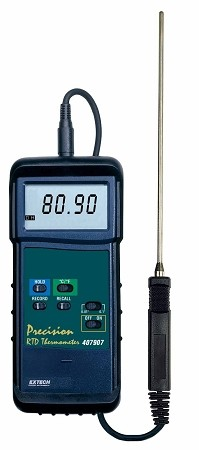 80.90
HOLD
RECORD RECALL
OFF ON
Precision
RTD Thermometer 407907
EXTECH